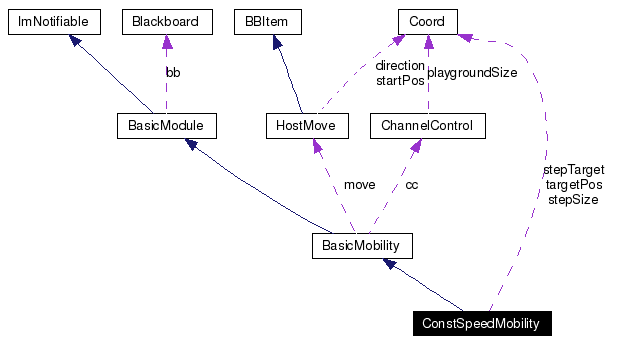 ImNotifiable
Blackboard
BBItem
Coord
bb
direction
startPos
playgroundSize
BasicModule
HostMove
ChannelControl
stepTarget
targetPos
stepSize
move
cc
BasicMobility
ConstSpeedMobility